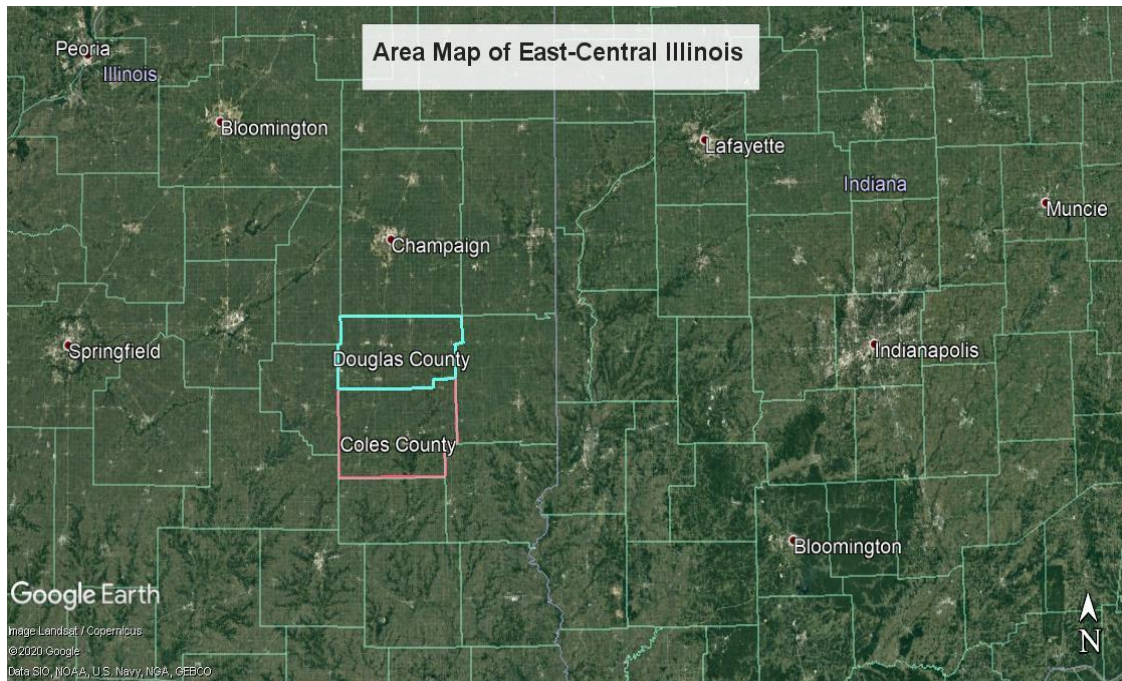 Area Map of East-Central Illinois
Peoria
Illinois
Bloomington
Lafayette
Indiana
Muncie
Champaign
Springfield
Douglas County
Indianapolis
Coles County
Bloomington
Google Earth
Image Landsat / Copernicus
©2020 Google
Data SIO, NOAA, U.S. Navy, NGA, GEBCO
N